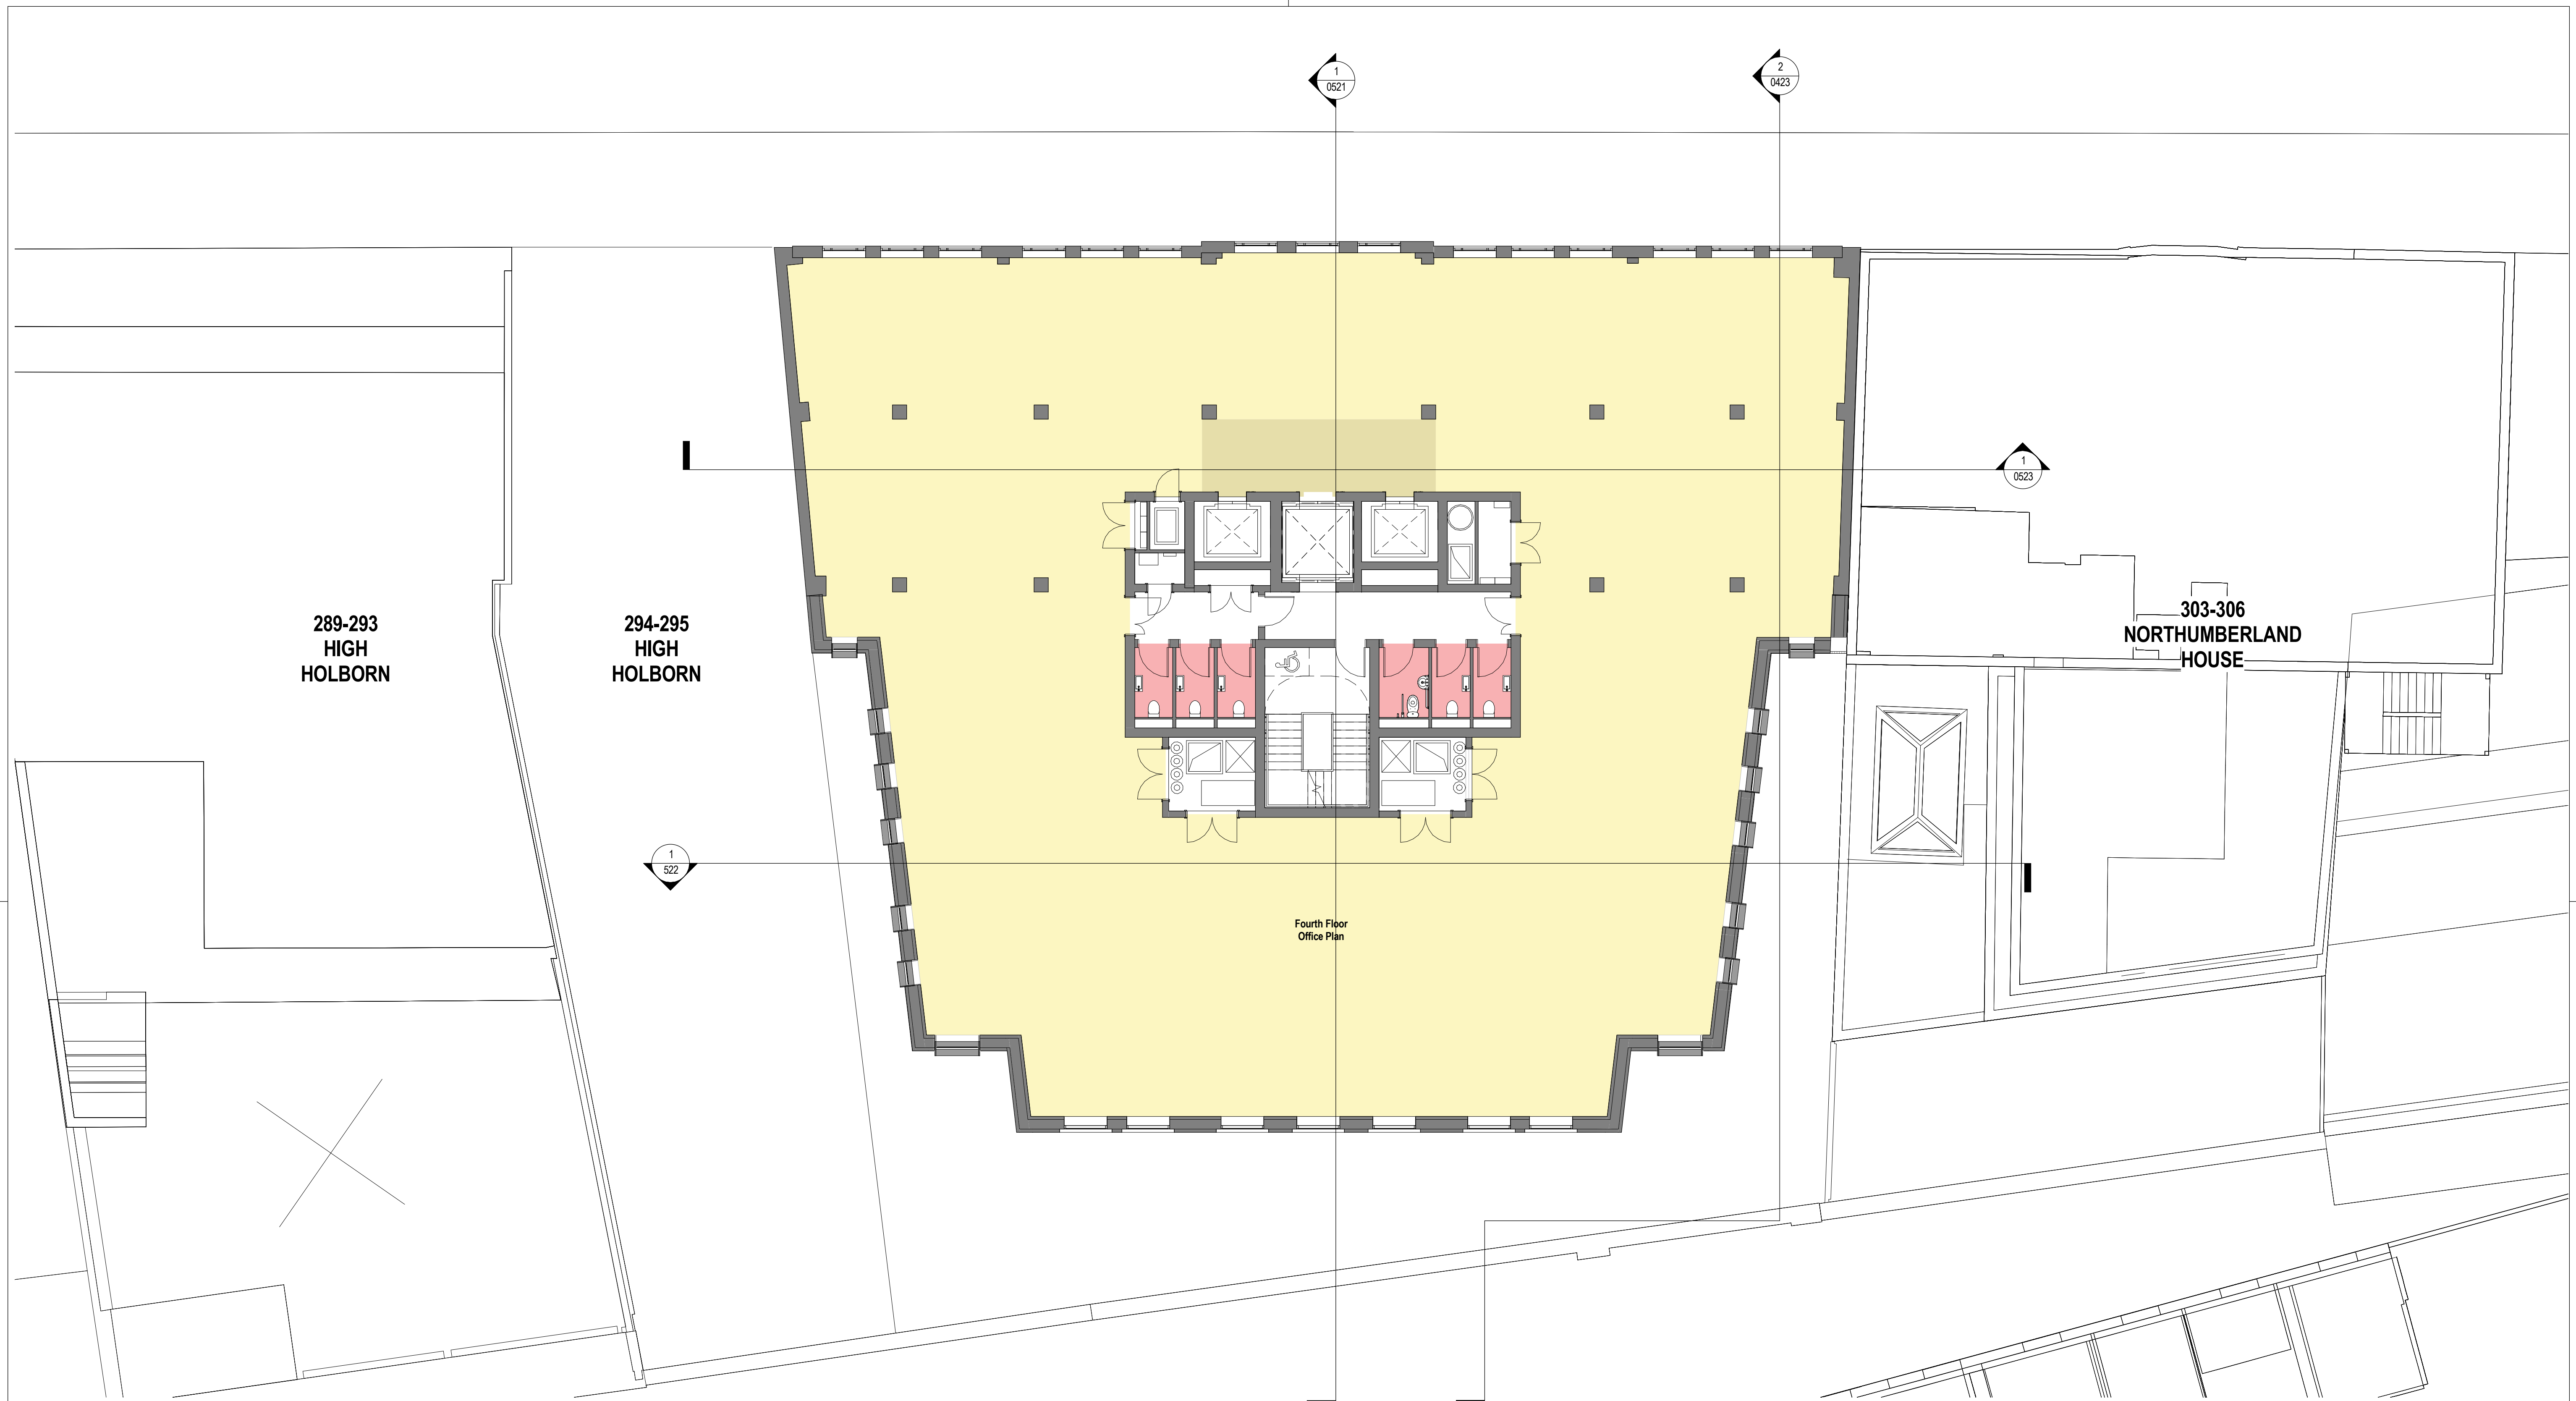 1
0521
2
0423
1
0523
289-293
HIGH
HOLBORN
294-295
HIGH
HOLBORN
303-306
NORTHUMBERLAND
HOUSE
1
522
Fourth Floor
Office Plan